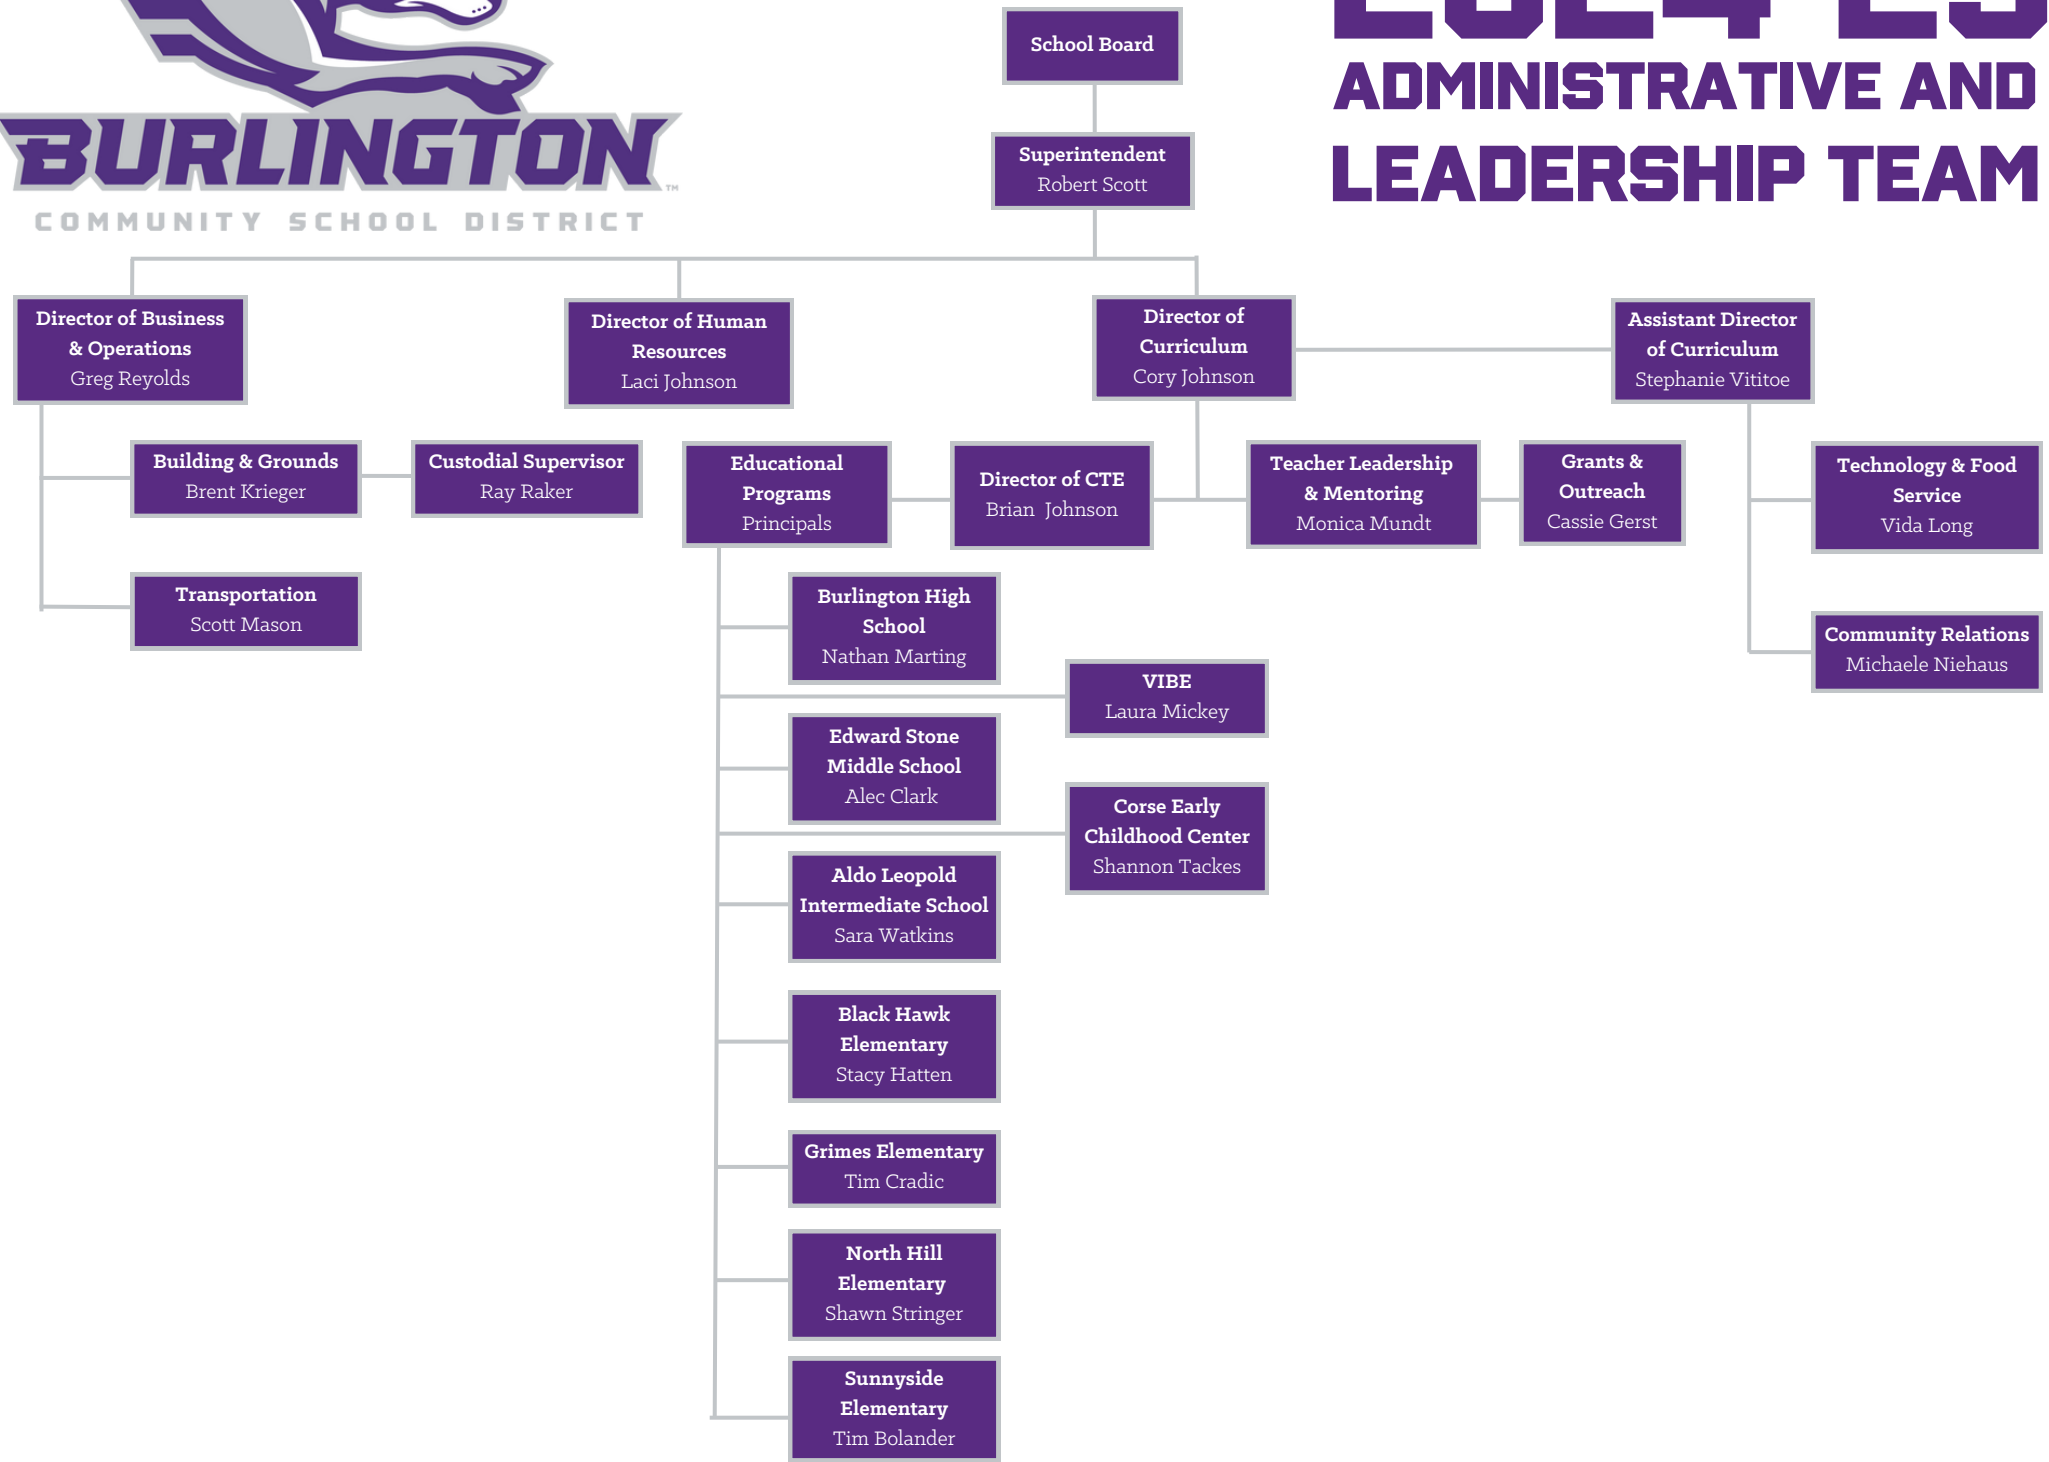 2024-25
ADMINISTRATIVE AND
LEADERSHIP TEAM
BURLINGTON™
COMMUNITY SCHOOL DISTRICT
School Board
Superintendent
Robert Scott
Director of Business
& Operations
Greg Reyolds
Director of Human
Resources
Laci Johnson
Director of
Curriculum
Cory Johnson
Assistant Director
of Curriculum
Stephanie Vititoe
Building & Grounds
Brent Krieger
Custodial Supervisor
Ray Raker
Transportation
Scott Mason
Educational
Programs
Principals
Director of CTE
Brian Johnson
Teacher Leadership
& Mentoring
Monica Mundt
Grants &
Outreach
Cassie Gerst
Technology & Food
Service
Vida Long
Community Relations
Michaele Niehaus
Burlington High
School
Nathan Marting
VIBE
Laura Mickey
Edward Stone
Middle School
Alec Clark
Corse Early
Childhood Center
Shannon Tackes
Aldo Leopold
Intermediate School
Sara Watkins
Black Hawk
Elementary
Stacy Hatten
Grimes Elementary
Tim Cradic
North Hill
Elementary
Shawn Stringer
Sunnyside
Elementary
Tim Bolander